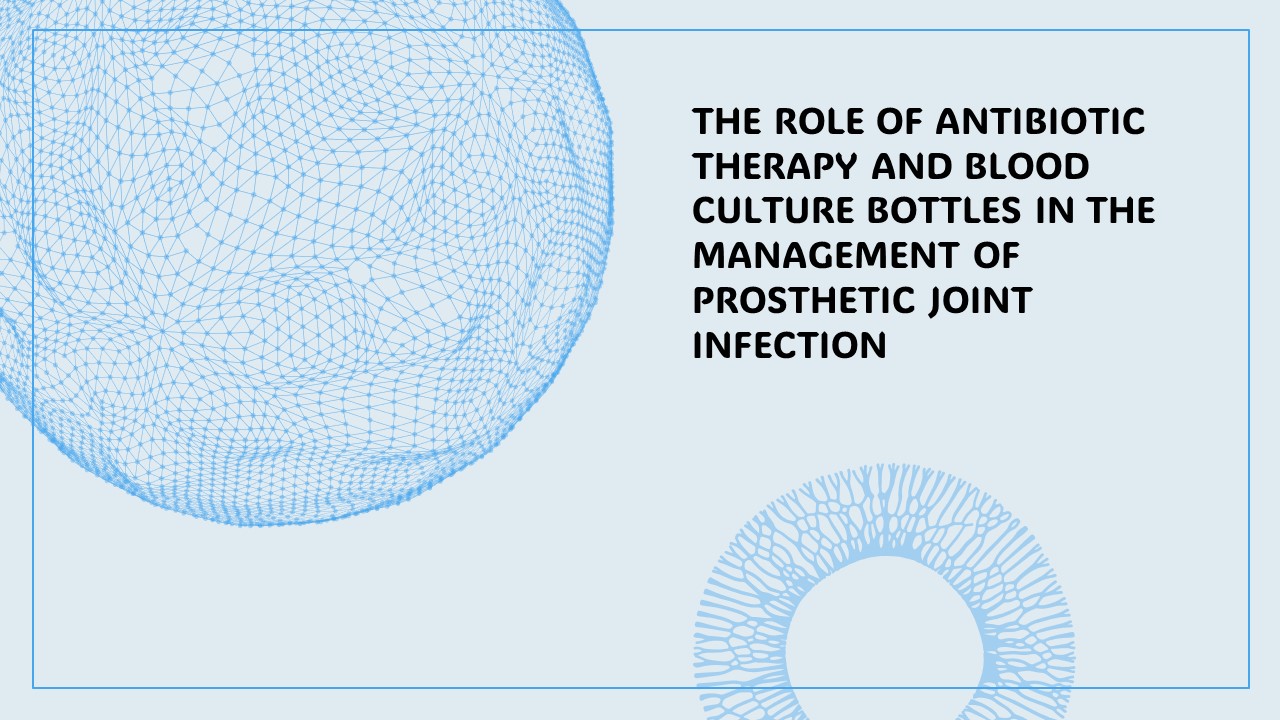 THE ROLE OF ANTIBIOTIC
THERAPY AND BLOOD
CULTURE BOTTLES IN THE
MANAGEMENT OF
PROSTHETIC JOINT
INFECTION